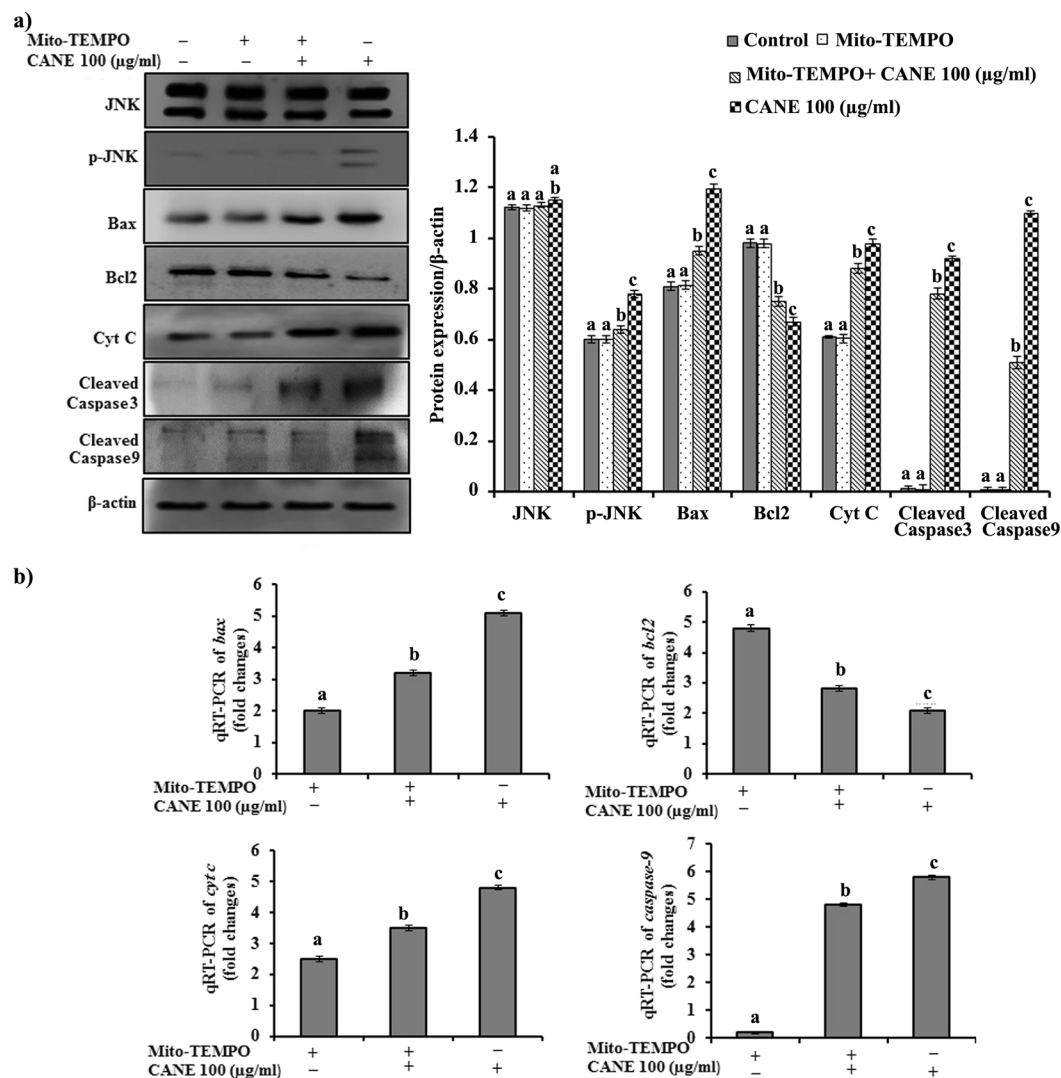 a)
Mito-TEMPO – + + –
CANE 100 (µg/ml) – – + +
JNK
p-JNK
Bax
Bcl2
Cyt C
Cleaved
Caspase3
Cleaved
Caspase9
β-actin
Control Mito-TEMPO
Mito-TEMPO+ CANE 100 (µg/ml)
CANE 100 (µg/ml)
Protein expression/β-actin
1.4
1.2
1
0.8
0.6
0.4
0.2
0
a a a a b
a a b c
a a b c
a a b c
a a b c
a a b c
a a b c
JNK p-JNK Bax Bcl2 Cyt C Cleaved Cleaved
Caspase3 Caspase9
b)
qRT-PCR of bax
(fold changes)
6
5
4
3
2
1
0
a b c
Mito-TEMPO + + –
CANE 100 (µg/ml) – + +
qRT-PCR of bcl2
(fold changes)
6
5
4
3
2
1
0
a b c
Mito-TEMPO + + –
CANE 100 (µg/ml) – + +
qRT-PCR of cyt c
(fold changes)
6
5
4
3
2
1
0
a b c
Mito-TEMPO + + –
CANE 100 (µg/ml) – + +
qRT-PCR of caspase-9
(fold changes)
7
6
5
4
3
2
1
0
a b c
Mito-TEMPO + + –
CANE 100 (µg/ml) – + +